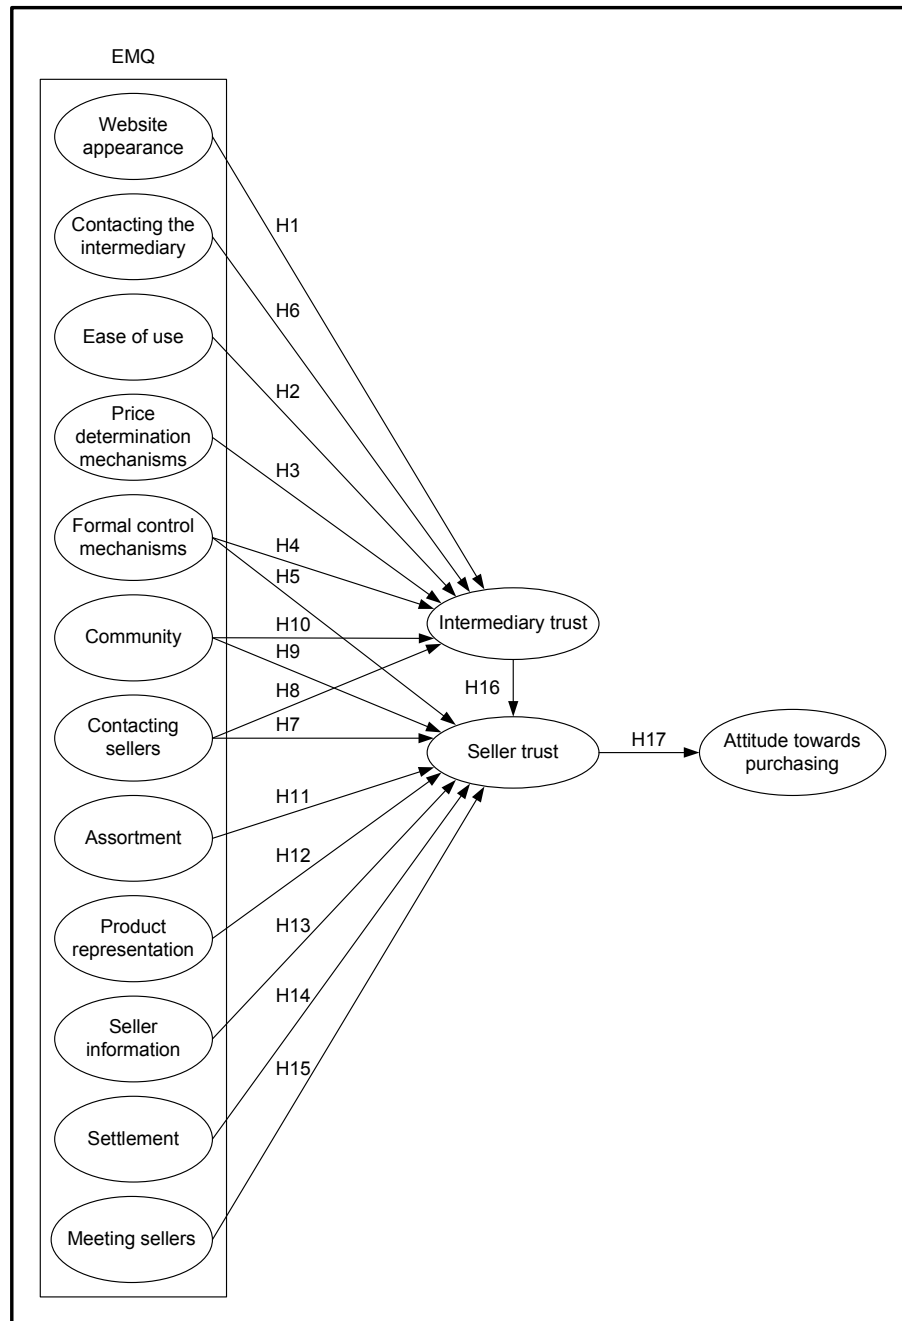 EMQ
Website
appearance
H1
Contacting the
intermediary
H6
Ease of use
H2
Price
determination
mechanisms
H3
Formal control
mechanisms
H4
H5
Intermediary trust
Community
H10
H9
Contacting
sellers
H8
H7
H16
Seller trust
H17
Attitude towards
purchasing
Assortment
H11
H12
Product
representation
H13
Seller
information
H14
Settlement
H15
Meeting sellers